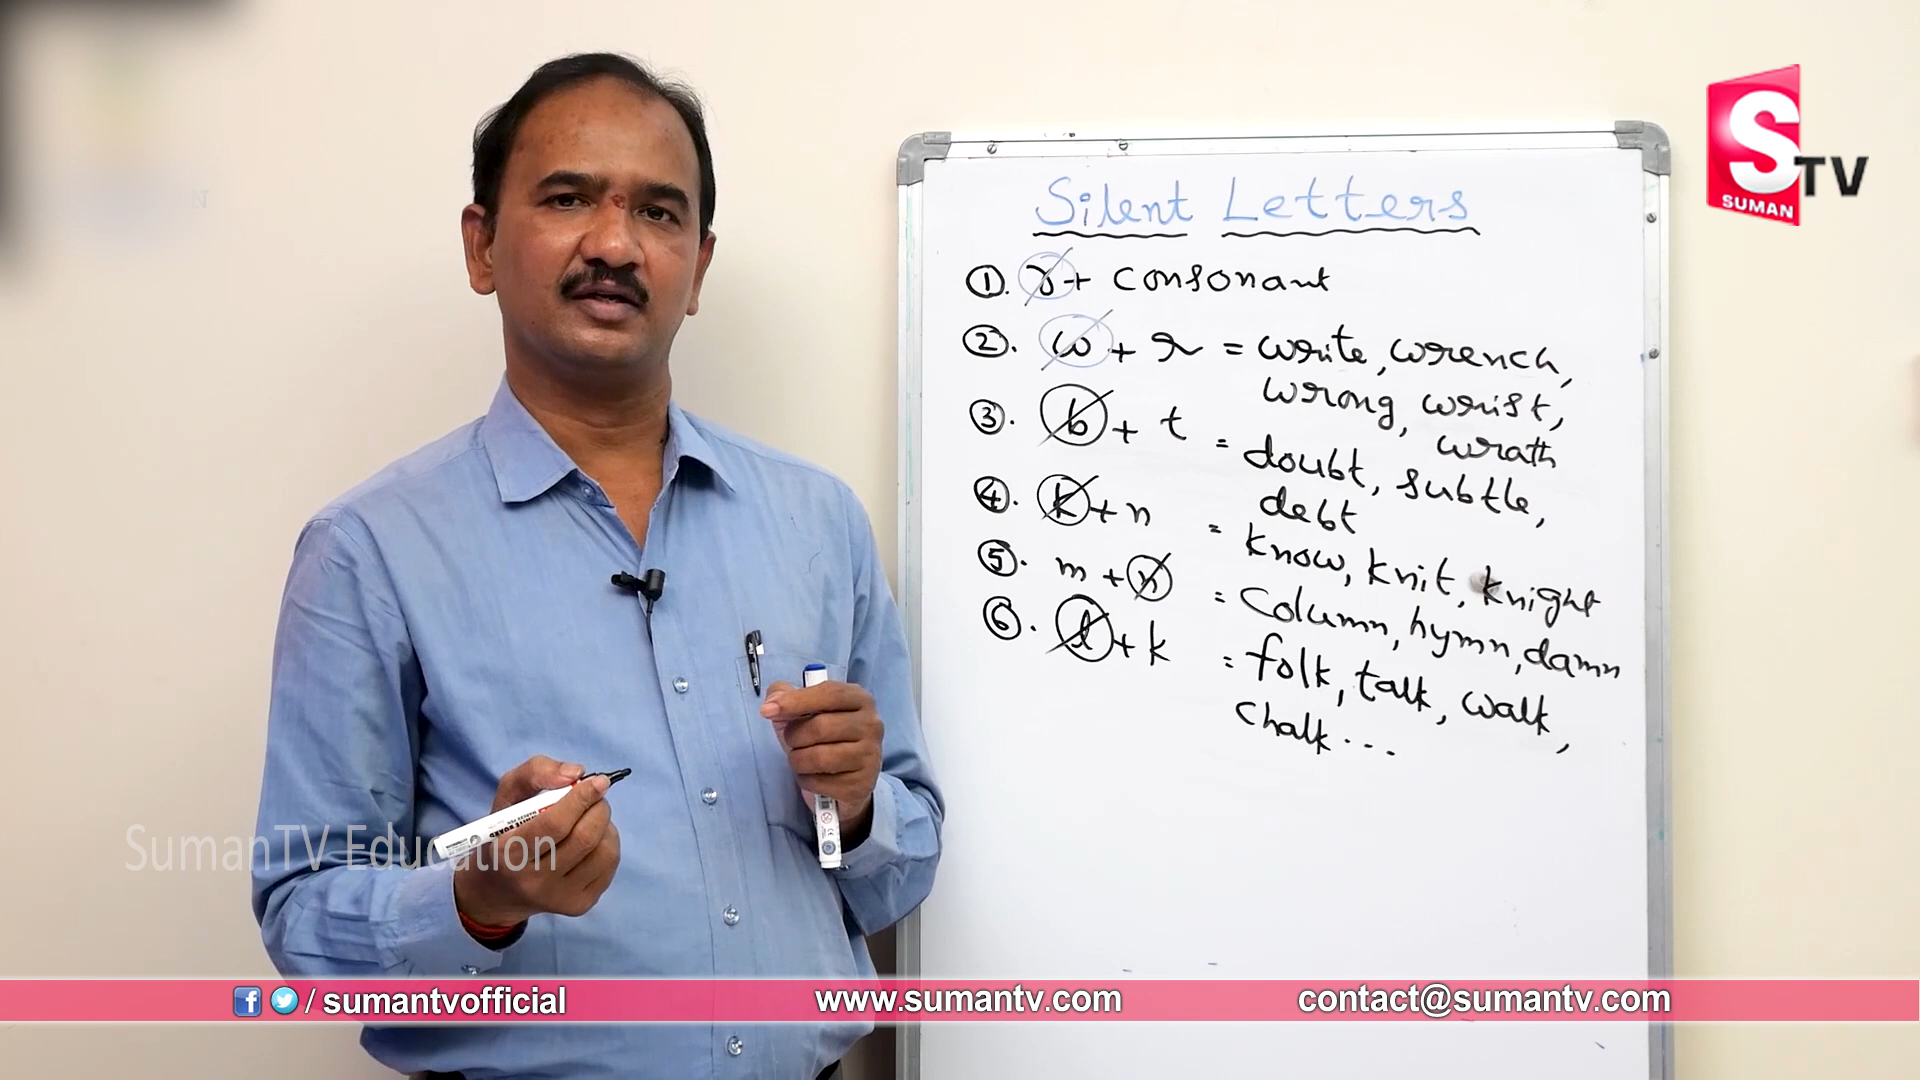 S
TV
SUMAN
Silent Letters
①. r + consonant
②. w + r = write, wrench,
wrong, wrist,
wrath
③. b + t = doubt, subtle,
debt
④. k + n = know, knit, knight
⑤. m + n = column, hymn, damn
⑥. l + k = folk, talk, walk,
chalk...
SumanTV Education
/ sumantvofficial
www.sumantv.com
contact@sumantv.com